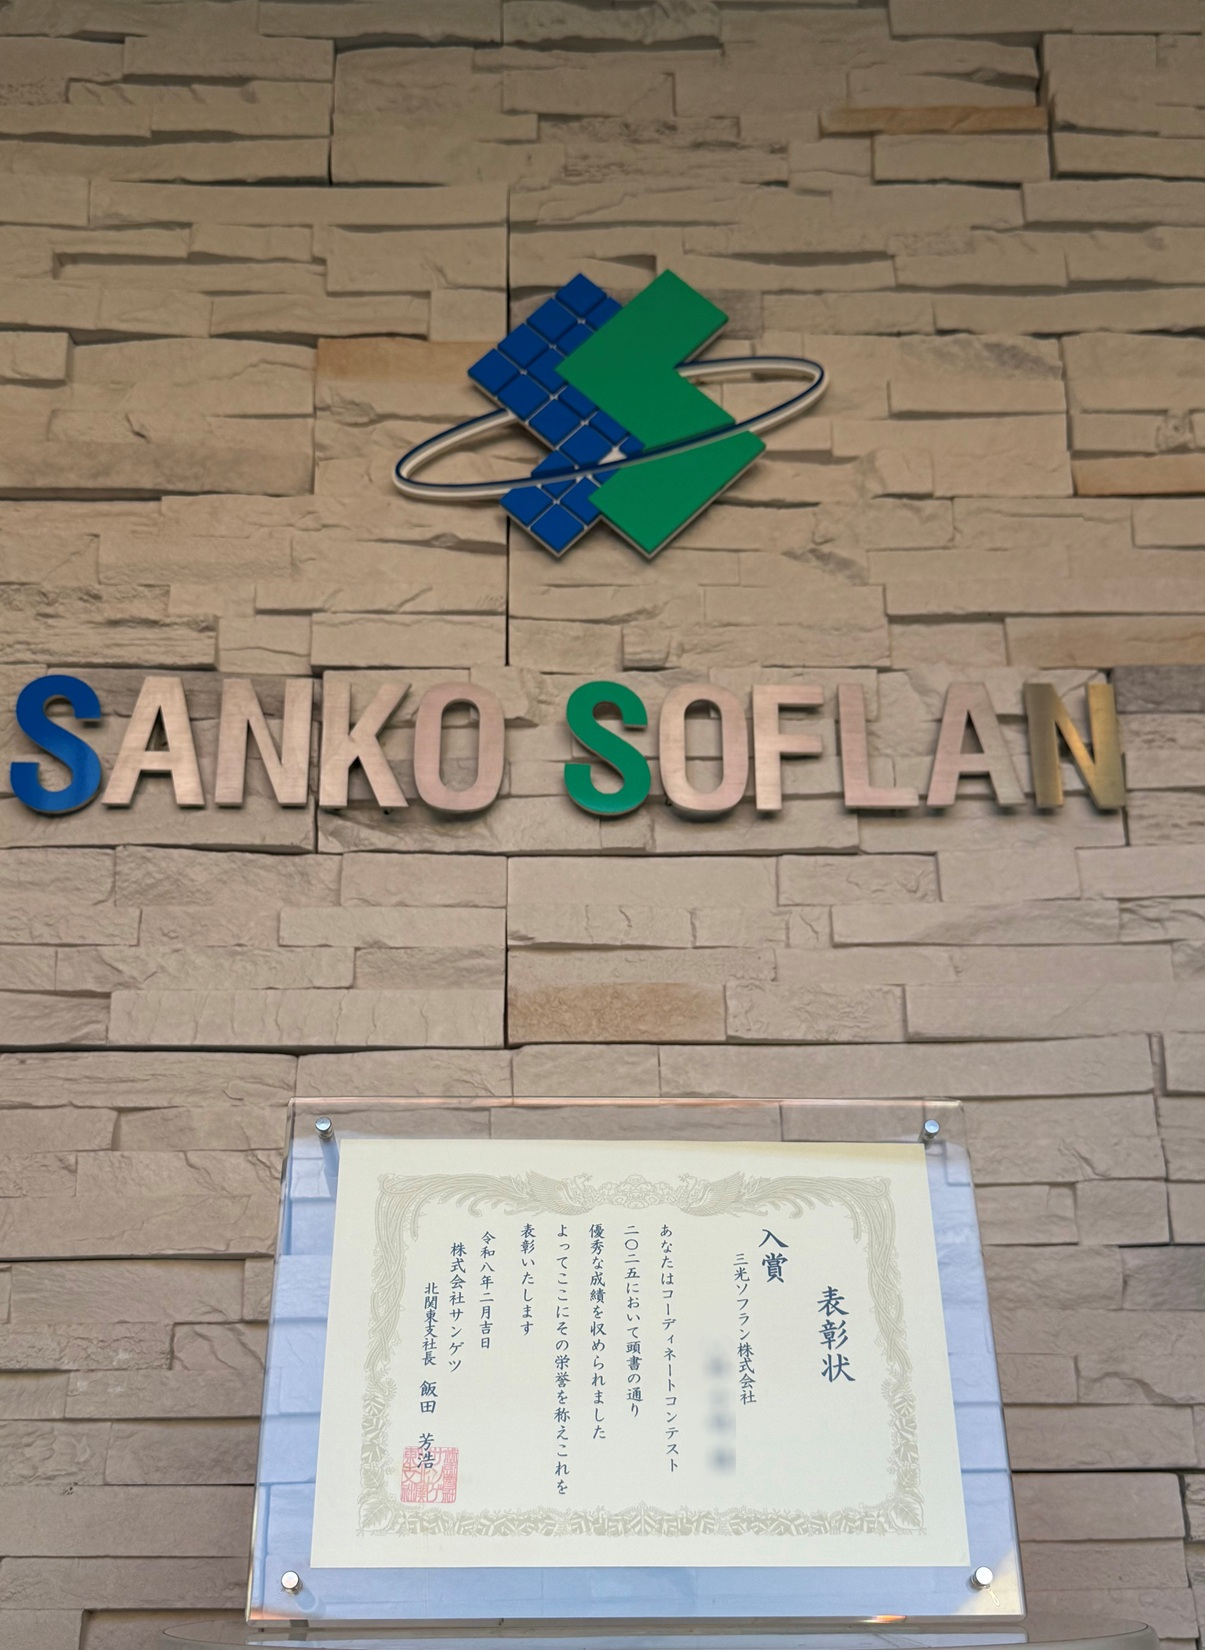 SANKO SOFLAN
表彰状
入賞
三光ソフラン株式会社
あなたはコーディネートコンテスト
二〇二五において頭書の通り
優秀な成績を収められました
よってここにその栄誉を称えこれを
表彰いたします
令和八年二月吉日
株式会社サンゲツ
北関東支社長 飯田 芳浩